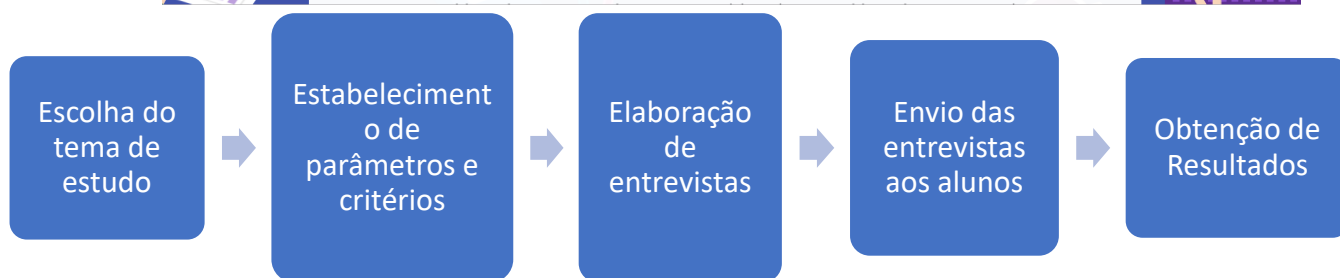 Escolha do
tema de
estudo
Estabeleciment
o de
parâmetros e
critérios
Elaboração
de
entrevistas
Envio das
entrevistas
aos alunos
Obtenção de
Resultados